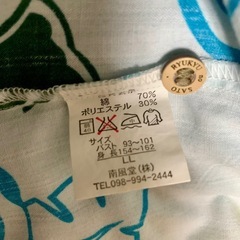 綿 70%
ポリエステル 30%
サイズ
バスト 93~101
身 長154~162
LL
南風堂(株)
TEL098-994-2444
RYUKYU
SATO